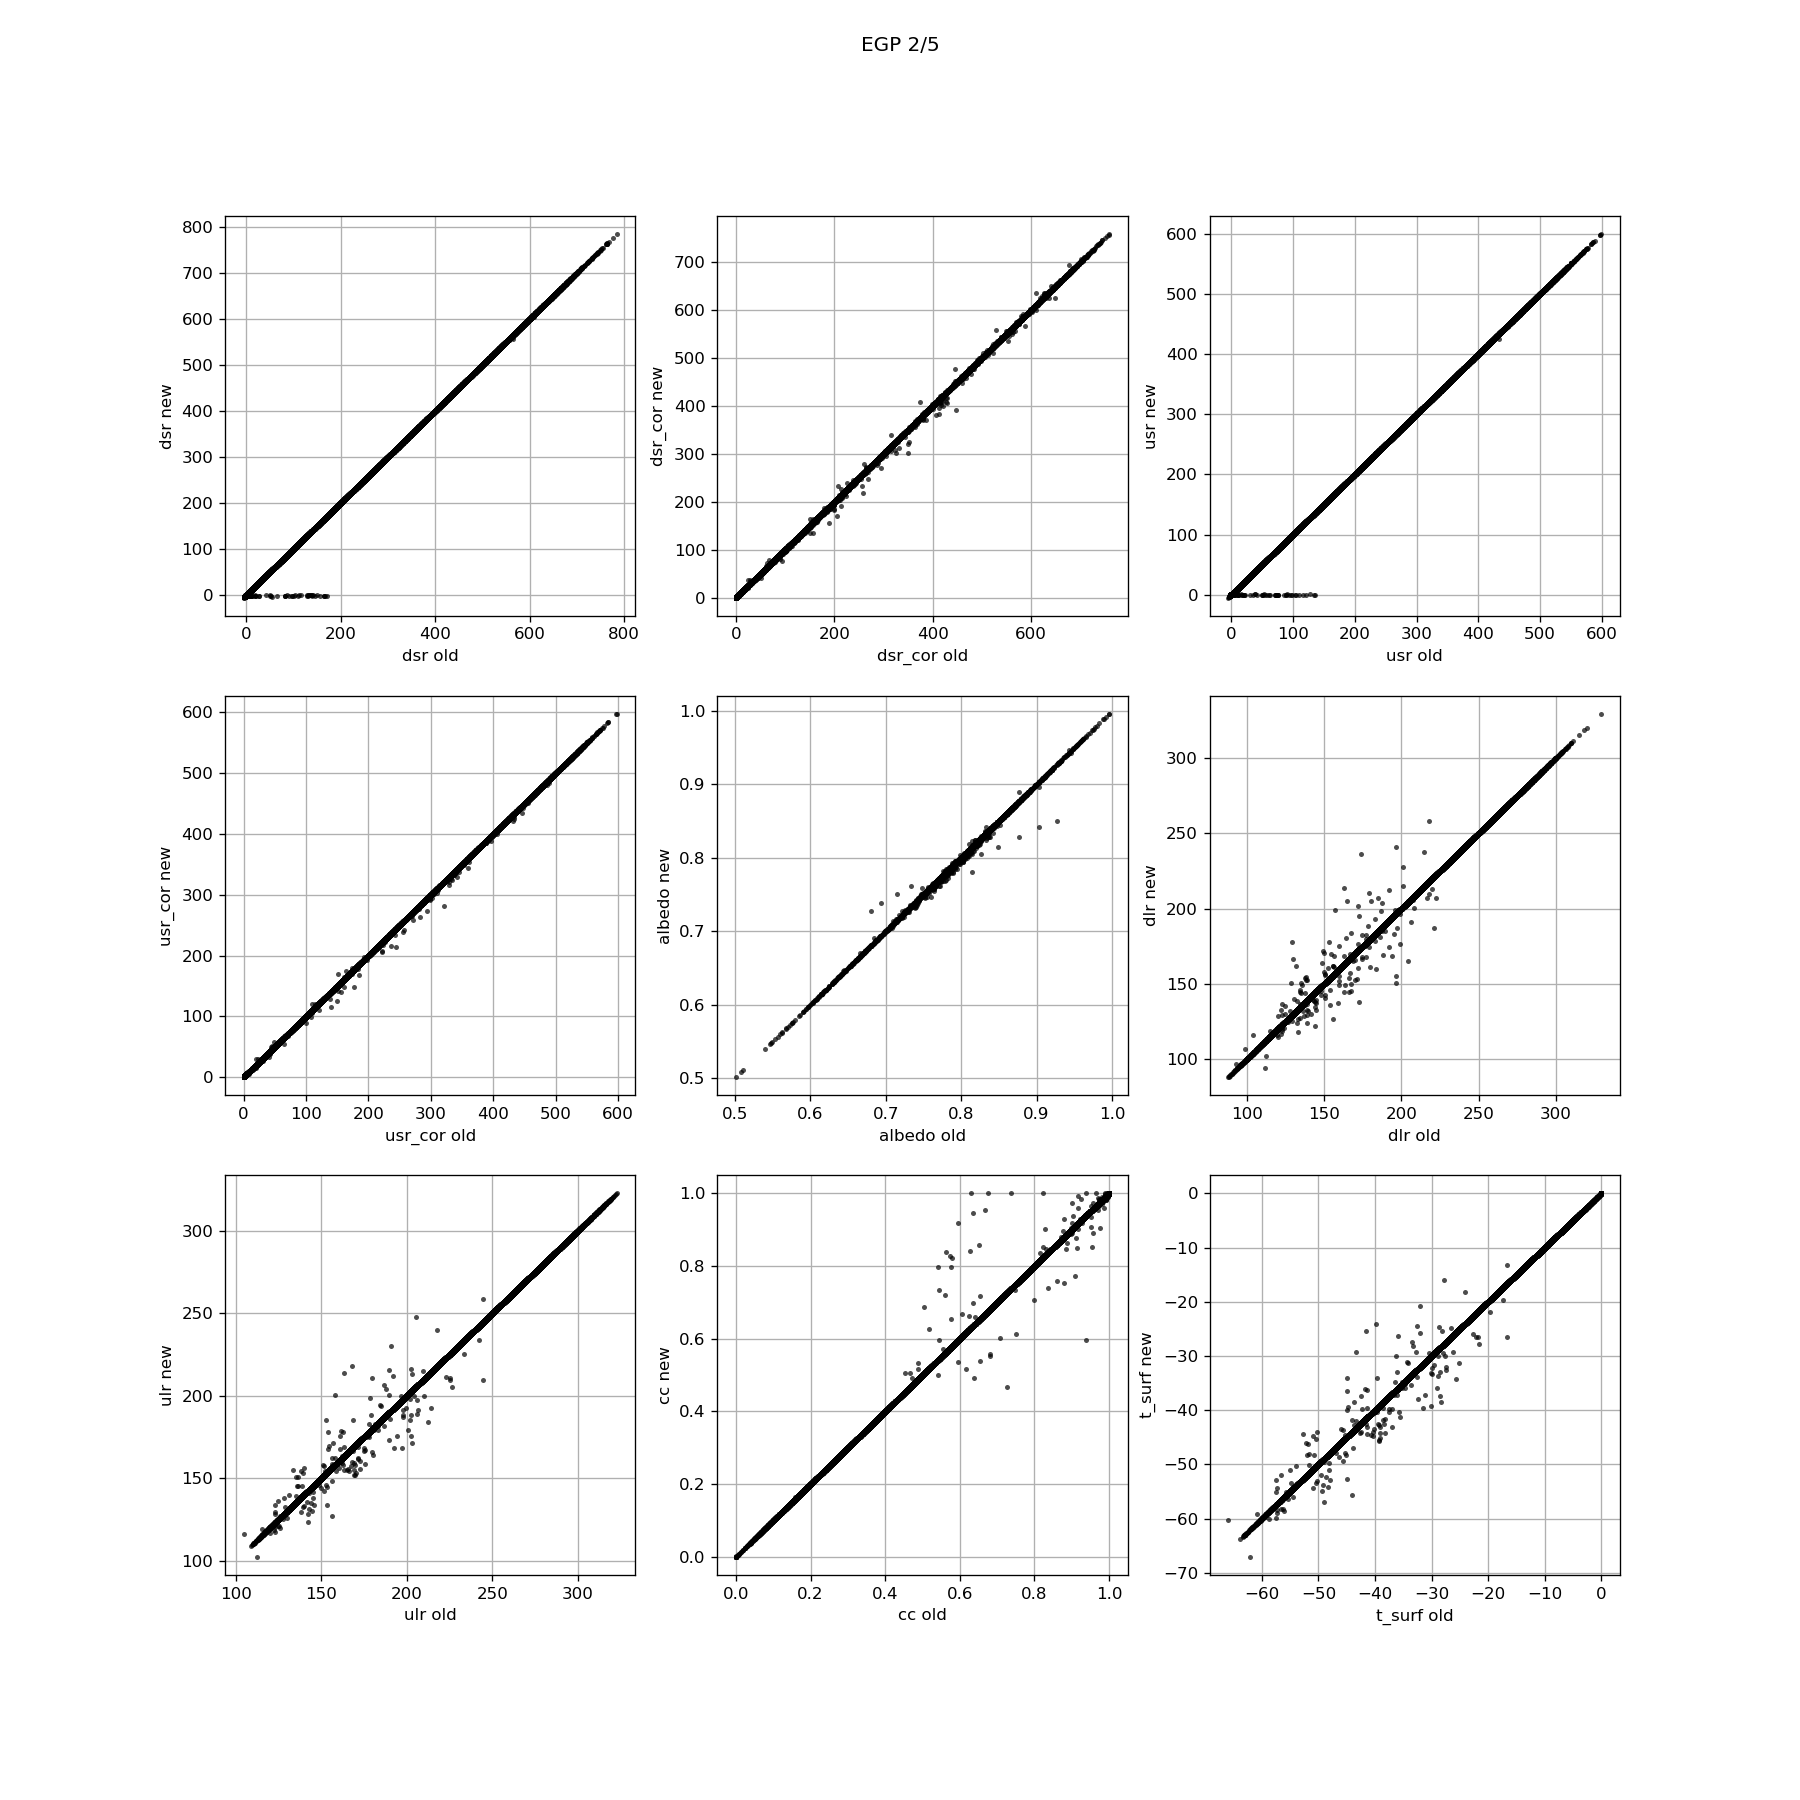 EGP 2/5
800
700
600
500
400
300
200
100
0
dsr new
0 200 400 600 800
dsr old
700
600
500
400
300
200
100
0
dsr_cor new
0 200 400 600
dsr_cor old
600
500
400
300
200
100
0
usr new
0 100 200 300 400 500 600
usr old
600
500
400
300
200
100
0
usr_cor new
0 100 200 300 400 500 600
usr_cor old
1.0
0.9
0.8
0.7
0.6
0.5
albedo new
0.5 0.6 0.7 0.8 0.9 1.0
albedo old
300
250
200
150
100
dlr new
100 150 200 250 300
dlr old
300
250
200
150
100
ulr new
100 150 200 250 300
ulr old
1.0
0.8
0.6
0.4
0.2
0.0
cc new
0.0 0.2 0.4 0.6 0.8 1.0
cc old
0
−10
−20
−30
−40
−50
−60
−70
t_surf new
−60 −50 −40 −30 −20 −10 0
t_surf old